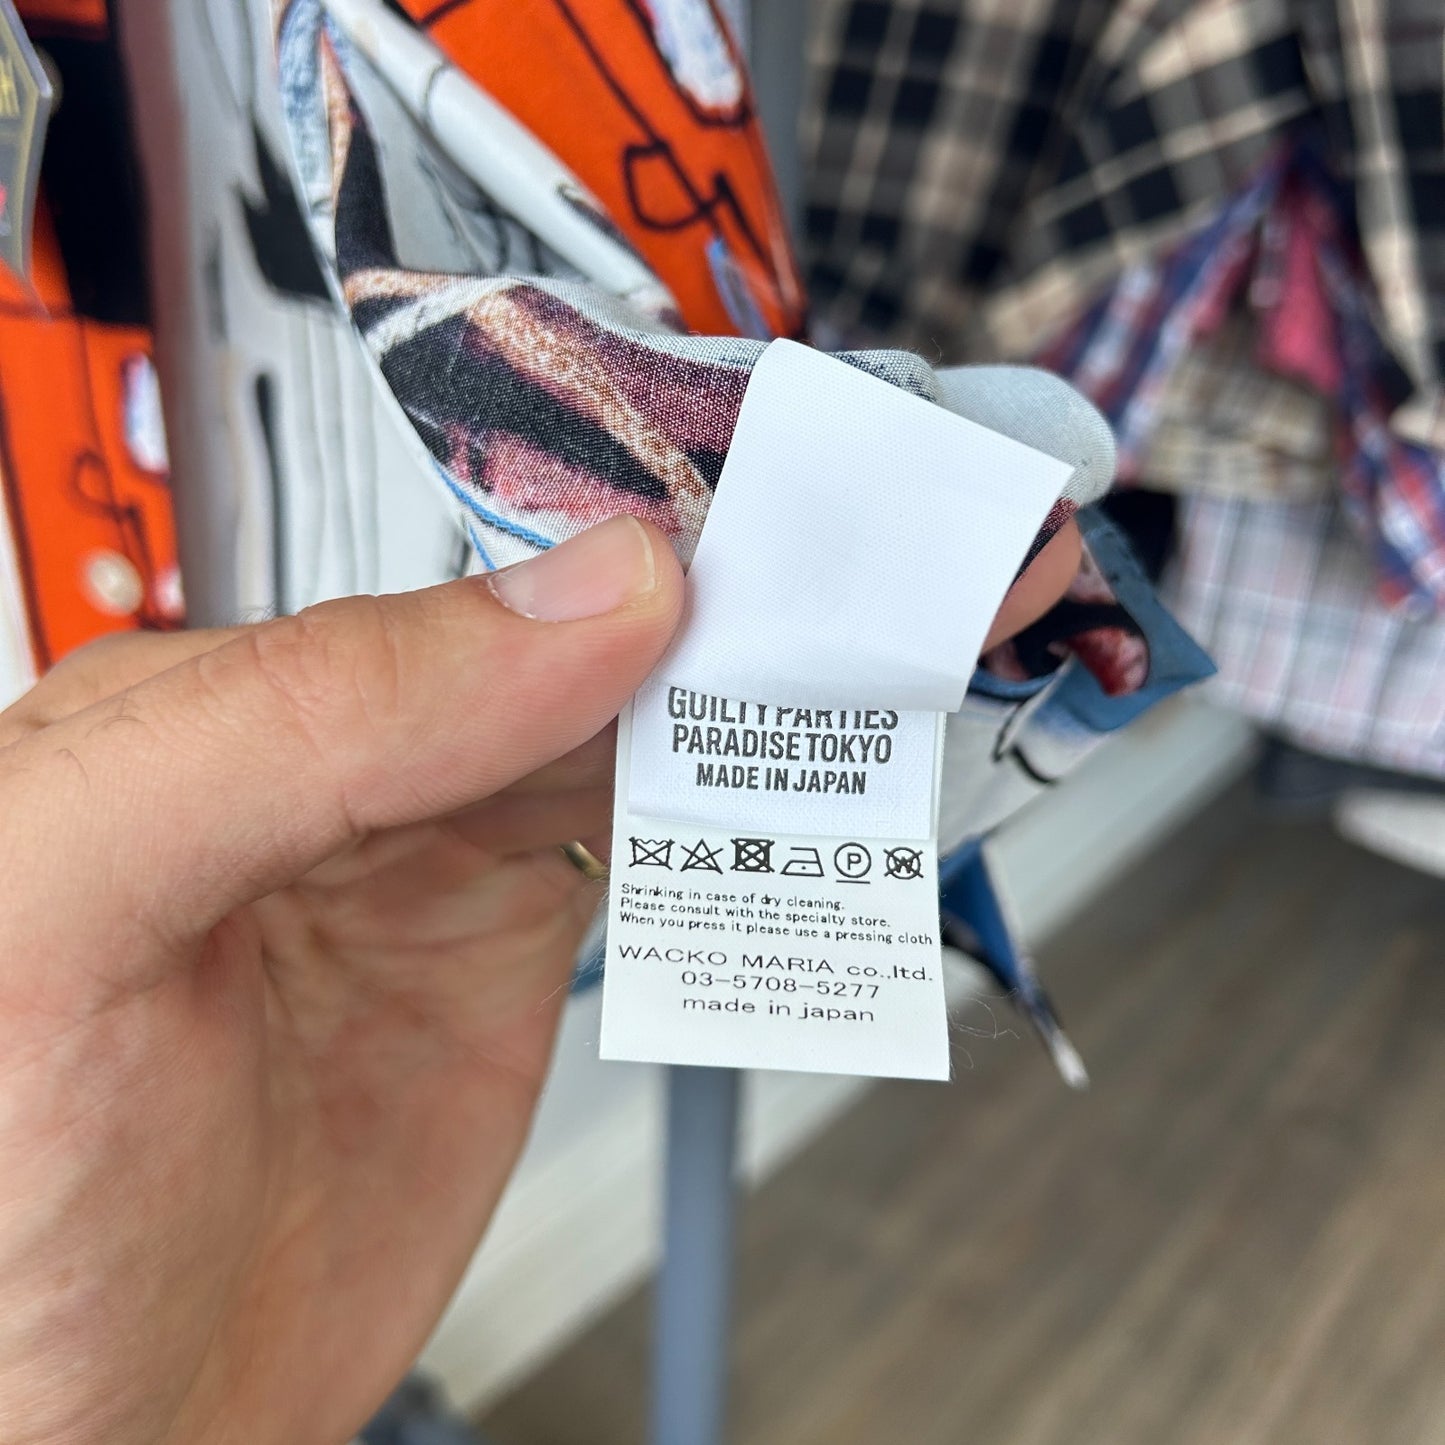 GUILTY PARTIES
PARADISE TOKYO
MADE IN JAPAN
P
W
Shrinking in case of dry cleaning.
Please consult with the specialty store.
When you press it please use a pressing cloth
WACKO MARIA co.,ltd.
03-5708-5277
made in japan